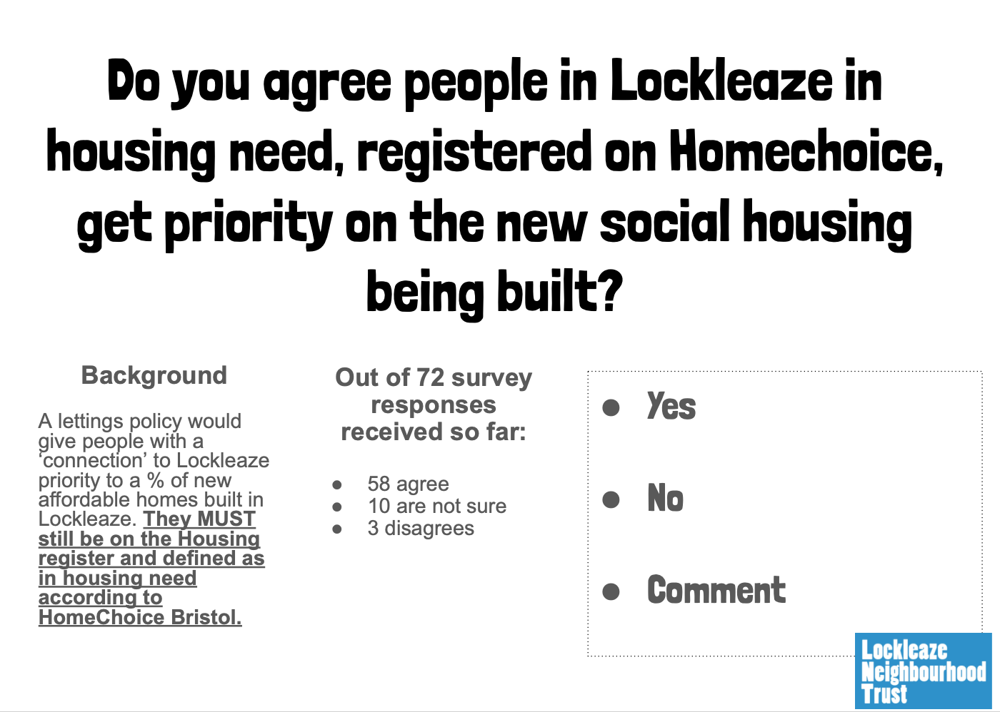 Do you agree people in Lockleaze in
housing need, registered on Homechoice,
get priority on the new social housing
being built?
Background
A lettings policy would
give people with a
‘connection’ to Lockleaze
priority to a % of new
affordable homes built in
Lockleaze. They MUST
still be on the Housing
register and defined as
in housing need
according to
HomeChoice Bristol.
Out of 72 survey
responses
received so far:
● 58 agree
● 10 are not sure
● 3 disagrees
● Yes
● No
● Comment
Lockleaze
Neighbourhood
Trust